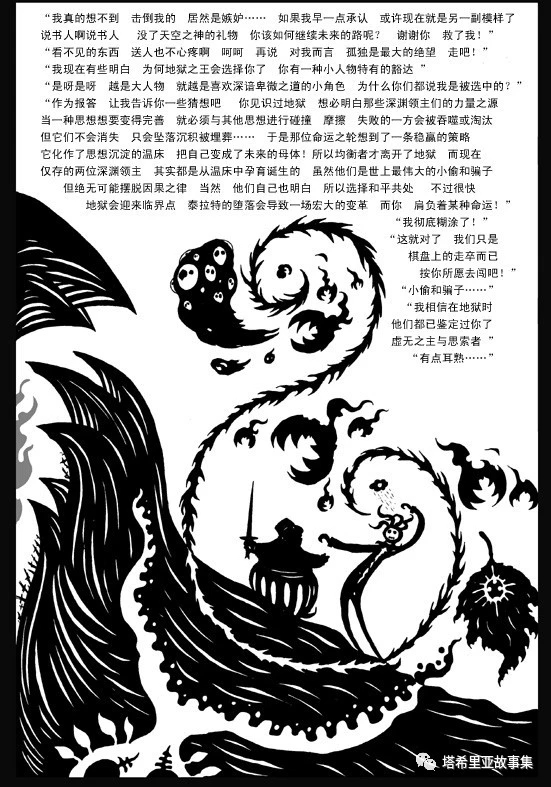 “我真的想不到　击倒我的　居然是嫉妒……　如果我早一点承认　或许现在就是另一副模样了
说书人啊说书人　没了天空之神的礼物　你该如何继续未来的路呢？　谢谢你　救了我！”
“看不见的东西　送人也不心疼啊　呵呵　再说　对我而言　孤独是最大的绝望　走吧！”
“我现在有些明白　为何地狱之王会选择你了　你有一种小人物特有的豁达 ”
“是呀是呀　越是大人物　就越是喜欢深谙卑微之道的小角色　为什么你们都说我是被选中的？”
“作为报答　让我告诉你一些猜想吧　你见识过地狱　想必明白那些深渊领主们的力量之源
当一种思想想要变得完善　就必须与其他思想进行碰撞　摩擦　失败的一方会被吞噬或淘汰
但它们不会消失　只会坠落沉积被埋葬……　于是那位命运之轮想到了一条稳赢的策略
它化作了思想沉淀的温床　把自己变成了未来的母体！所以均衡者才离开了地狱　而现在
仅存的两位深渊领主　其实都是从温床中孕育诞生的　虽然他们是世上最伟大的小偷和骗子
但绝无可能摆脱因果之律　当然　他们自己也明白　所以选择和平共处　不过很快
地狱会迎来临界点　泰拉特的堕落会导致一场宏大的变革　而你　肩负着某种命运！”
“我彻底糊涂了！”
“这就对了　我们只是
棋盘上的走卒而已
按你所愿去闯吧！”
“小偷和骗子……”
“我相信在地狱时
他们都已鉴定过你了
虚无之主与思索者 ”
“有点耳熟……”
塔希里亚故事集